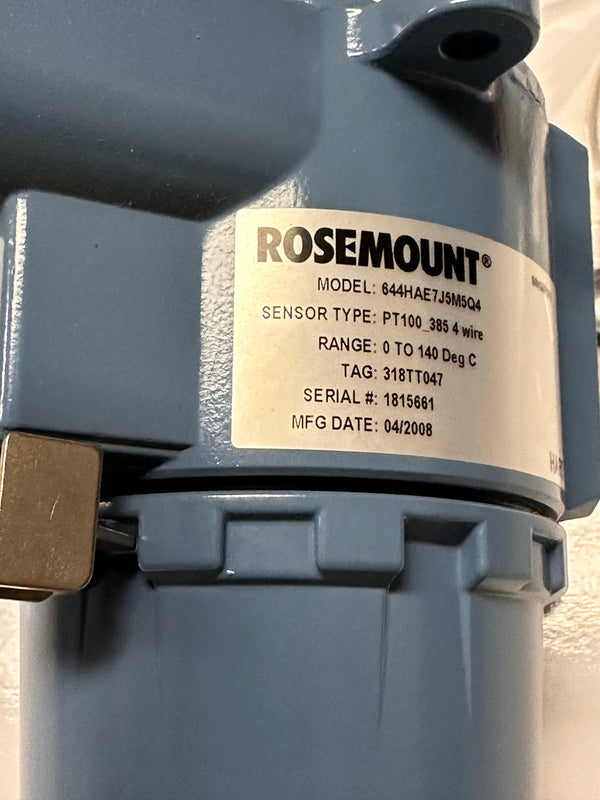 ROSEMOUNT®
MODEL: 644HAE7J5M5Q4
SENSOR TYPE: PT100_385 4 wire
RANGE: 0 TO 140 Deg C
TAG: 318TT047
SERIAL #: 1815661
MFG DATE: 04/2008